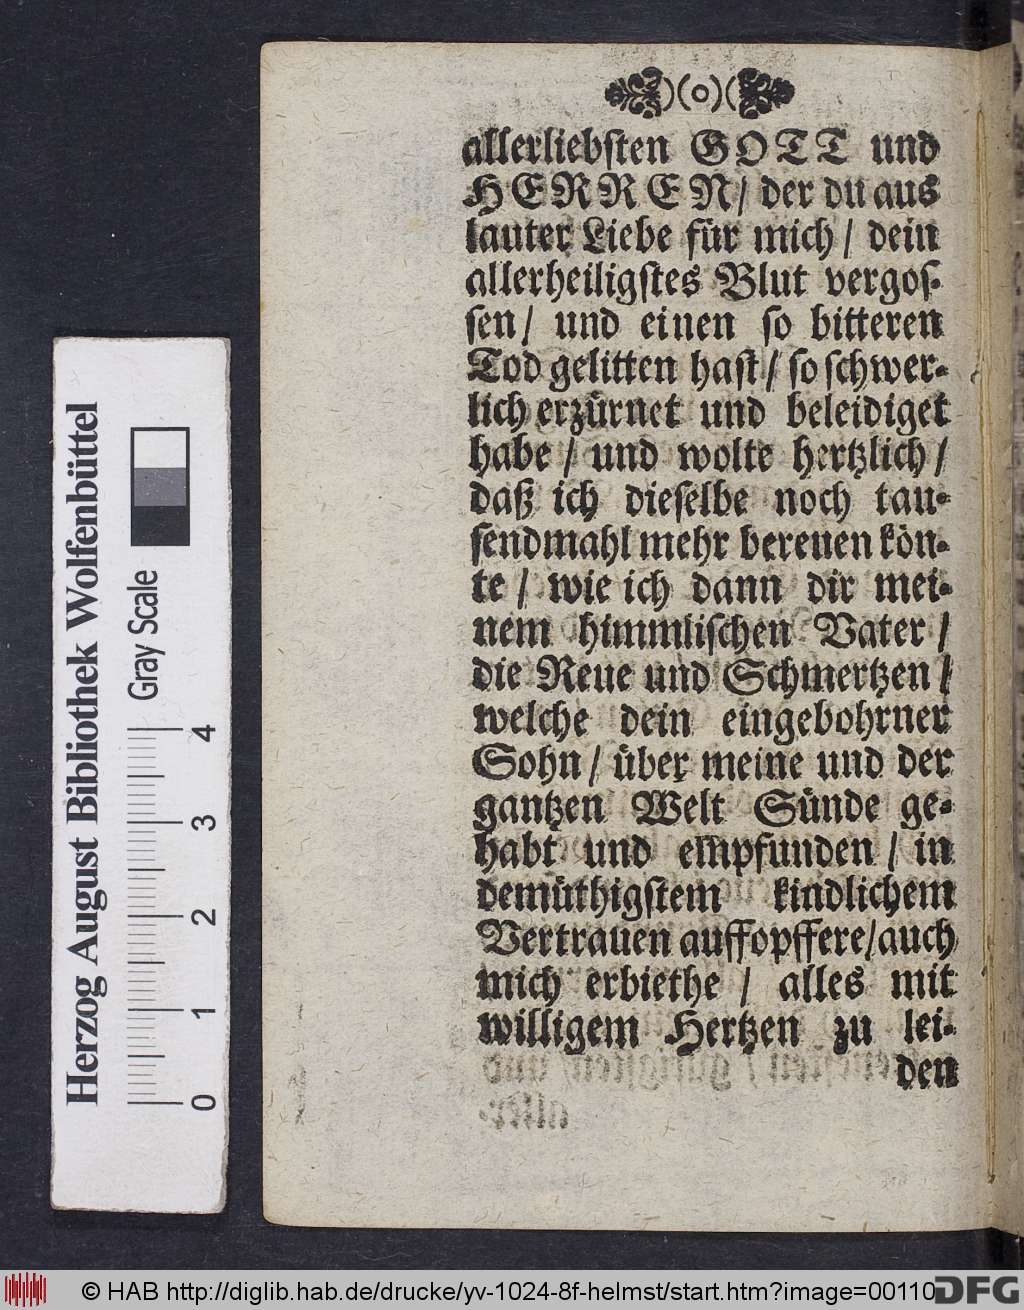 )(o)(
allerliebsten GOTT und
HERREN/ der du aus
lauter Liebe für mich/ dein
allerheiligstes Blut vergos-
sen/ und einen so bitteren
Tod gelitten hast/ so schwer-
lich erzürnet und beleidiget
habe/ und wolte hertzlich/
daß ich dieselbe noch tau-
sendmahl mehr bereuen kön-
te/ wie ich dann dir mei-
nem himmlischen Vater/
die Reue und Schmertzen/
welche dein eingebohrner
Sohn/ über meine und der
gantzen Welt Sünde ge-
habt und empfunden/ in
demüthigstem kindlichem
Vertrauen auffopffere/auch
mich erbiethe/ alles mit
willigem Hertzen zu lei-
den
Herzog August Bibliothek Wolfenbüttel
Gray Scale
0 1 2 3 4
© HAB http://diglib.hab.de/drucke/yv-1024-8f-helmst/start.htm?image=00110
DFG